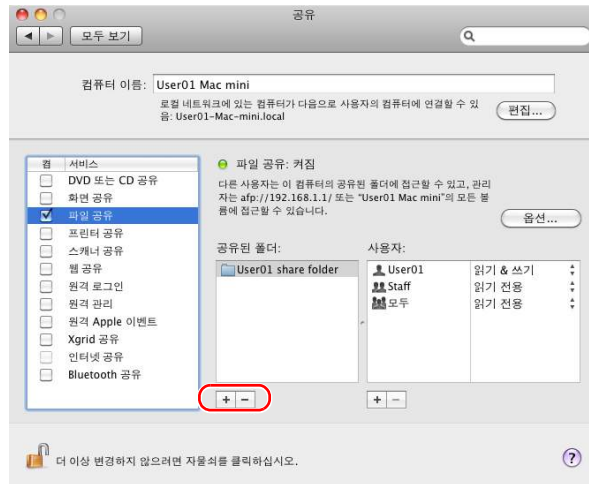 공유
모두 보기
컴퓨터 이름: User01 Mac mini
로컬 네트워크에 있는 컴퓨터가 다음으로 사용자의 컴퓨터에 연결할 수 있
음: User01-Mac-mini.local
편집...
켬 서비스
DVD 또는 CD 공유
화면 공유
파일 공유
프린터 공유
스캐너 공유
웹 공유
원격 로그인
원격 관리
원격 Apple 이벤트
Xgrid 공유
인터넷 공유
Bluetooth 공유
파일 공유: 켜짐
다른 사용자는 이 컴퓨터의 공유된 폴더에 접근할 수 있고, 관리
자는 afp://192.168.1.1/ 또는 “User01 Mac mini”의 모든 볼
륨에 접근할 수 있습니다.
옵션...
공유된 폴더:
User01 share folder
+ −
사용자:
User01 읽기 & 쓰기
Staff 읽기 전용
모두 읽기 전용
+ −
더 이상 변경하지 않으려면 자물쇠를 클릭하십시오.
?